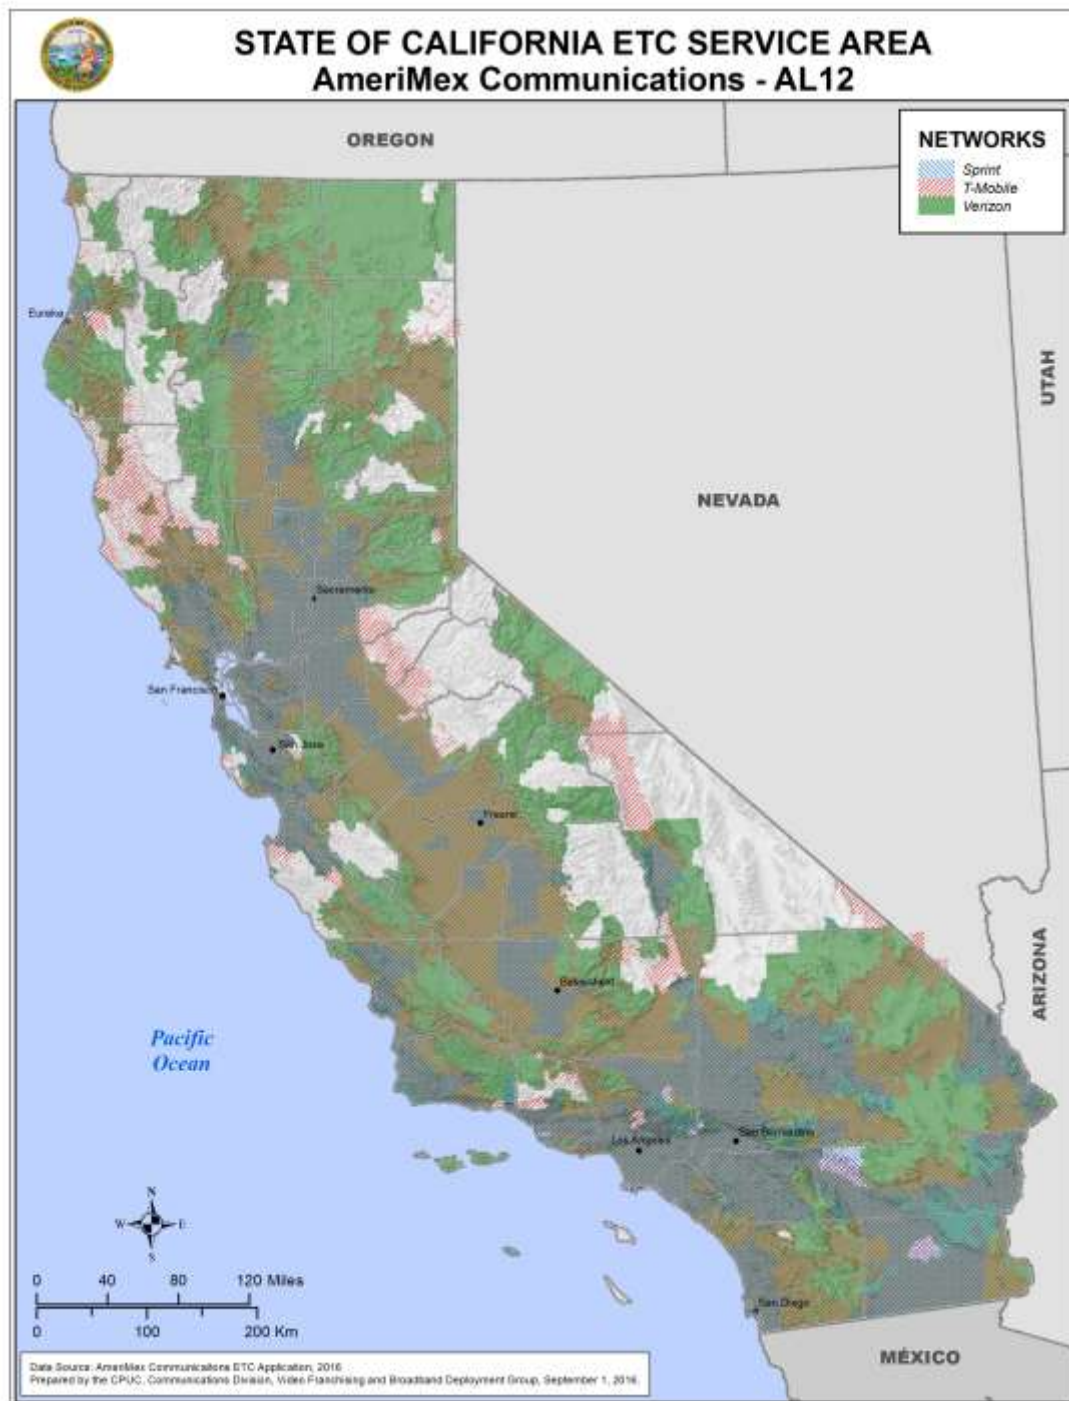 STATE OF CALIFORNIA ETC SERVICE AREA
AmeriMex Communications - AL12
OREGON
NETWORKS
Sprint
T-Mobile
Verizon
Eureka
UTAH
NEVADA
Sacramento
San Francisco
San Jose
Fresno
ARIZONA
Bakersfield
Pacific
Ocean
Los Angeles
San Bernardino
N
W
E
S
0 40 80 120 Miles
0 100 200 Km
San Diego
MÉXICO
Data Source: AmeriMex Communications ETC Application, 2016
Prepared by the CPUC, Communications Division, Video Franchising and Broadband Deployment Group, September 1, 2016.